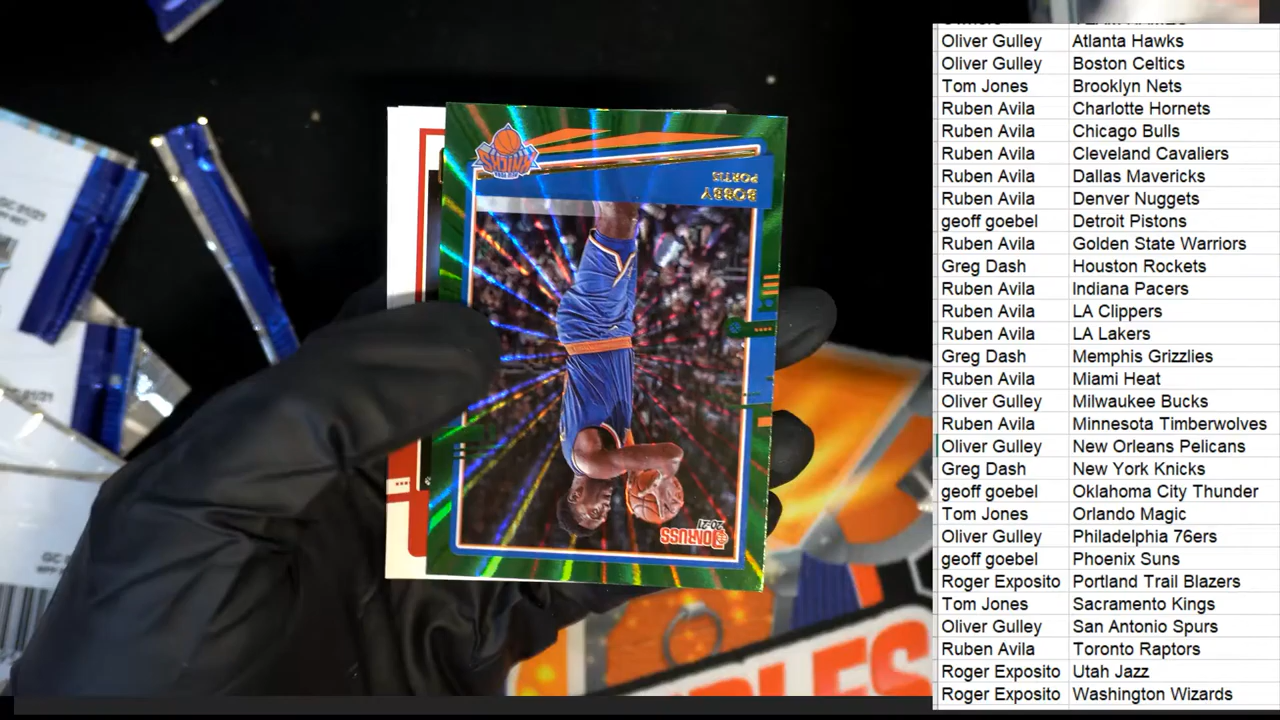 Oliver Gulley Atlanta Hawks
Oliver Gulley Boston Celtics
Tom Jones Brooklyn Nets
Ruben Avila Charlotte Hornets
Ruben Avila Chicago Bulls
Ruben Avila Cleveland Cavaliers
Ruben Avila Dallas Mavericks
Ruben Avila Denver Nuggets
geoff goebel Detroit Pistons
Ruben Avila Golden State Warriors
Greg Dash Houston Rockets
Ruben Avila Indiana Pacers
Ruben Avila LA Clippers
Ruben Avila LA Lakers
Greg Dash Memphis Grizzlies
Ruben Avila Miami Heat
Oliver Gulley Milwaukee Bucks
Ruben Avila Minnesota Timberwolves
Oliver Gulley New Orleans Pelicans
Greg Dash New York Knicks
geoff goebel Oklahoma City Thunder
Tom Jones Orlando Magic
Oliver Gulley Philadelphia 76ers
geoff goebel Phoenix Suns
Roger Exposito Portland Trail Blazers
Tom Jones Sacramento Kings
Oliver Gulley San Antonio Spurs
Ruben Avila Toronto Raptors
Roger Exposito Utah Jazz
Roger Exposito Washington Wizards
20-21
DONRUSS
BOBBY
PORTIS
KNICKS